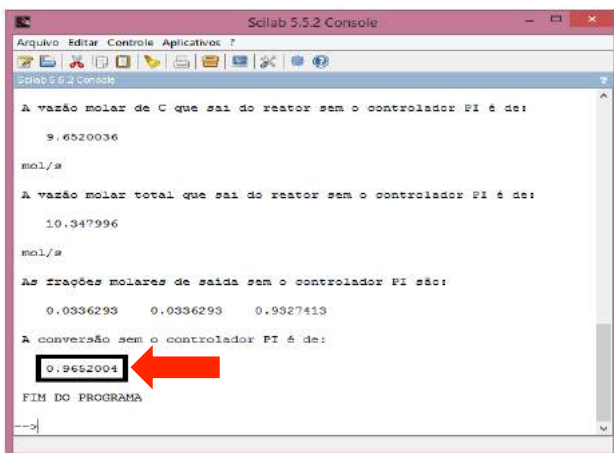 Scilab 5.5.2 Console
Arquivo Editar Controle Aplicativos ?
Scilab 5.5.2 Console
A vazão molar de C que sai do reator sem o controlador PI é de:
9.6520036
mol/s
A vazão molar total que sai do reator sem o controlador PI é de:
10.347996
mol/s
As frações molares de saída sem o controlador PI são:
0.0336293 0.0336293 0.9327413
A conversão sem o controlador PI é de:
0.9652004
FIM DO PROGRAMA
-->